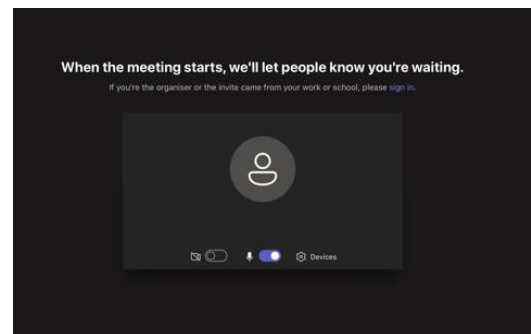 When the meeting starts, we'll let people know you're waiting.
If you're the organiser or the invite came from your work or school, please sign in.
Devices